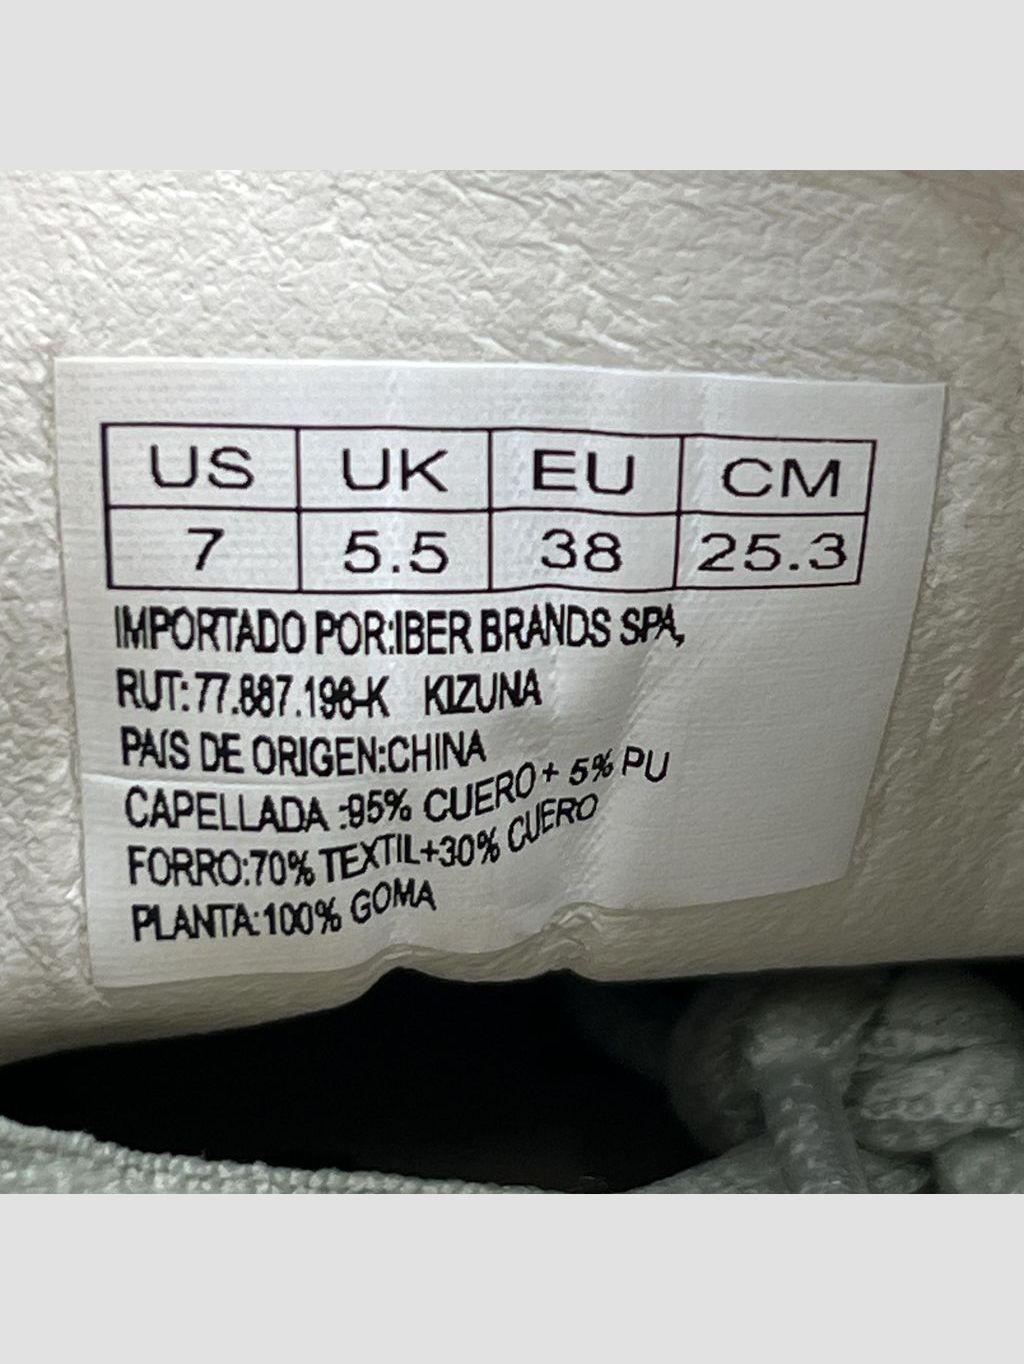 US UK EU CM
7 5.5 38 25.3
IMPORTADO POR:IBER BRANDS SPA,
RUT:77.887.196-K KIZUNA
PAÍS DE ORIGEN:CHINA
CAPELLADA :95% CUERO+ 5% PU
FORRO:70% TEXTIL+30% CUERO
PLANTA:100% GOMA